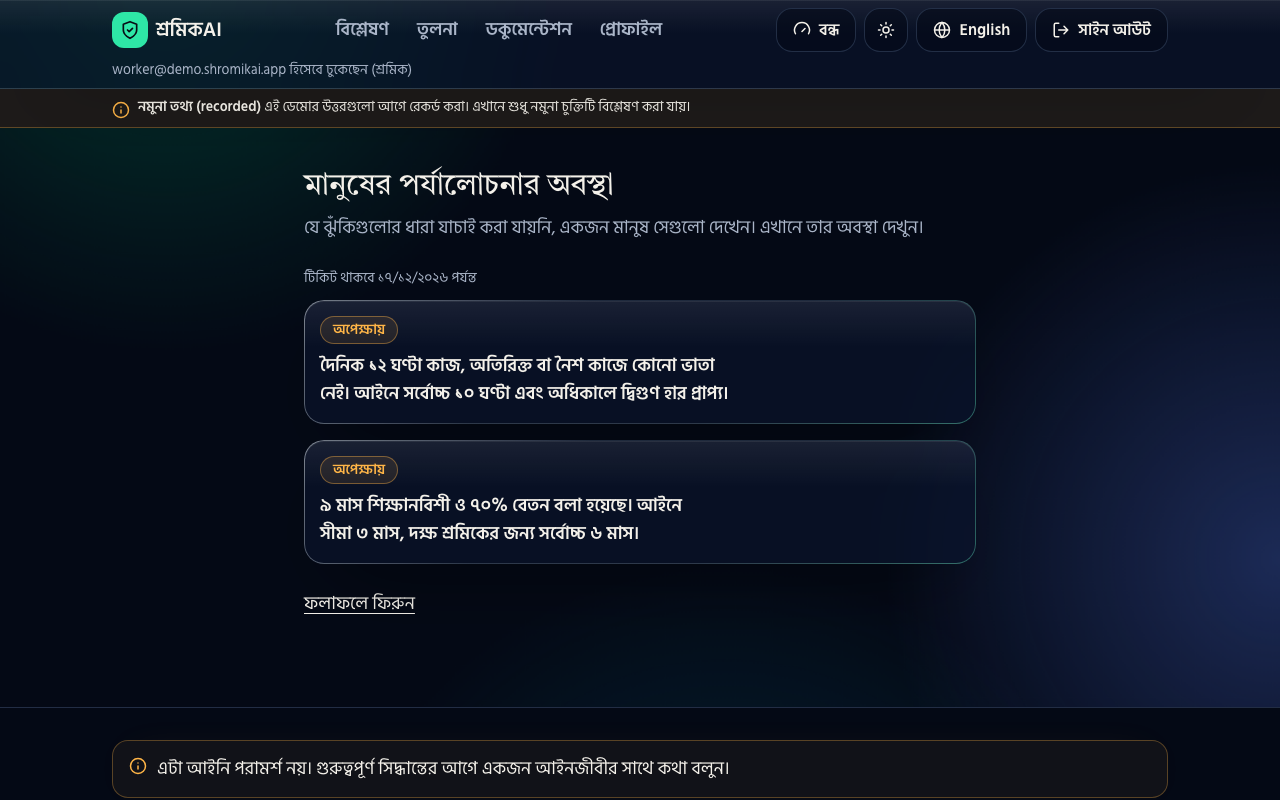 শ্রমিকAI
বিশ্লেষণ
তুলনা
ডকুমেন্টেশন
প্রোফাইল
বন্ধ
English
সাইন আউট
worker@demo.shromikai.app হিসেবে ঢুকেছেন (শ্রমিক)
নমুনা তথ্য (recorded) এই ডেমোর উত্তরগুলো আগে রেকর্ড করা। এখানে শুধু নমুনা চুক্তিটি বিশ্লেষণ করা যায়।
মানুষের পর্যালোচনার অবস্থা
যে ঝুঁকিগুলোর ধারা যাচাই করা যায়নি, একজন মানুষ সেগুলো দেখেন। এখানে তার অবস্থা দেখুন।
টিকিট থাকবে ১৭/১২/২০২৬ পর্যন্ত
অপেক্ষায়
দৈনিক ১২ ঘণ্টা কাজ, অতিরিক্ত বা নৈশ কাজে কোনো ভাতা
নেই। আইনে সর্বোচ্চ ১০ ঘণ্টা এবং অধিকালে দ্বিগুণ হার প্রাপ্য।
অপেক্ষায়
৯ মাস শিক্ষানবিশী ও ৭০% বেতন বলা হয়েছে। আইনে
সীমা ৩ মাস, দক্ষ শ্রমিকের জন্য সর্বোচ্চ ৬ মাস।
ফলাফলে ফিরুন
এটা আইনি পরামর্শ নয়। গুরুত্বপূর্ণ সিদ্ধান্তের আগে একজন আইনজীবীর সাথে কথা বলুন।